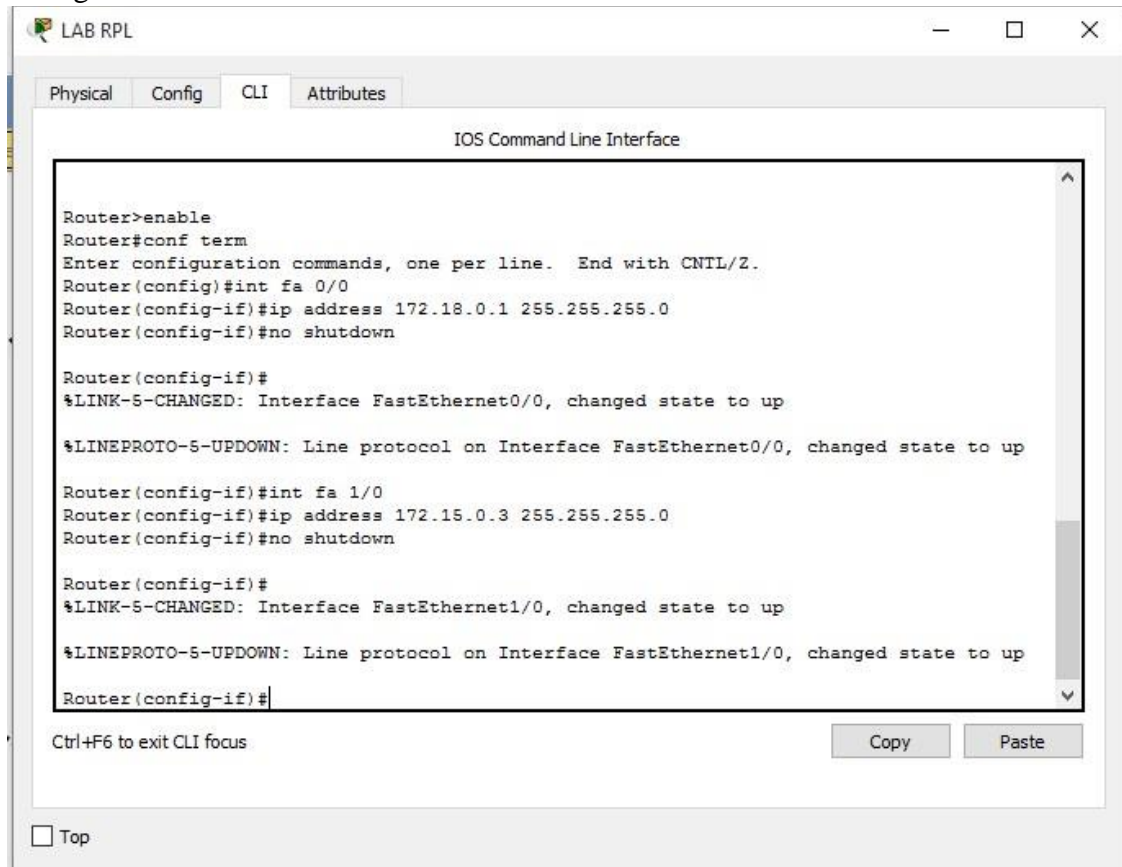 LAB RPL
Physical Config CLI Attributes
IOS Command Line Interface
Router>enable
Router#conf term
Enter configuration commands, one per line.  End with CNTL/Z.
Router(config)#int fa 0/0
Router(config-if)#ip address 172.18.0.1 255.255.255.0
Router(config-if)#no shutdown
Router(config-if)#
%LINK-5-CHANGED: Interface FastEthernet0/0, changed state to up
%LINEPROTO-5-UPDOWN: Line protocol on Interface FastEthernet0/0, changed state to up
Router(config-if)#int fa 1/0
Router(config-if)#ip address 172.15.0.3 255.255.255.0
Router(config-if)#no shutdown
Router(config-if)#
%LINK-5-CHANGED: Interface FastEthernet1/0, changed state to up
%LINEPROTO-5-UPDOWN: Line protocol on Interface FastEthernet1/0, changed state to up
Router(config-if)#
Ctrl+F6 to exit CLI focus
Copy Paste
Top